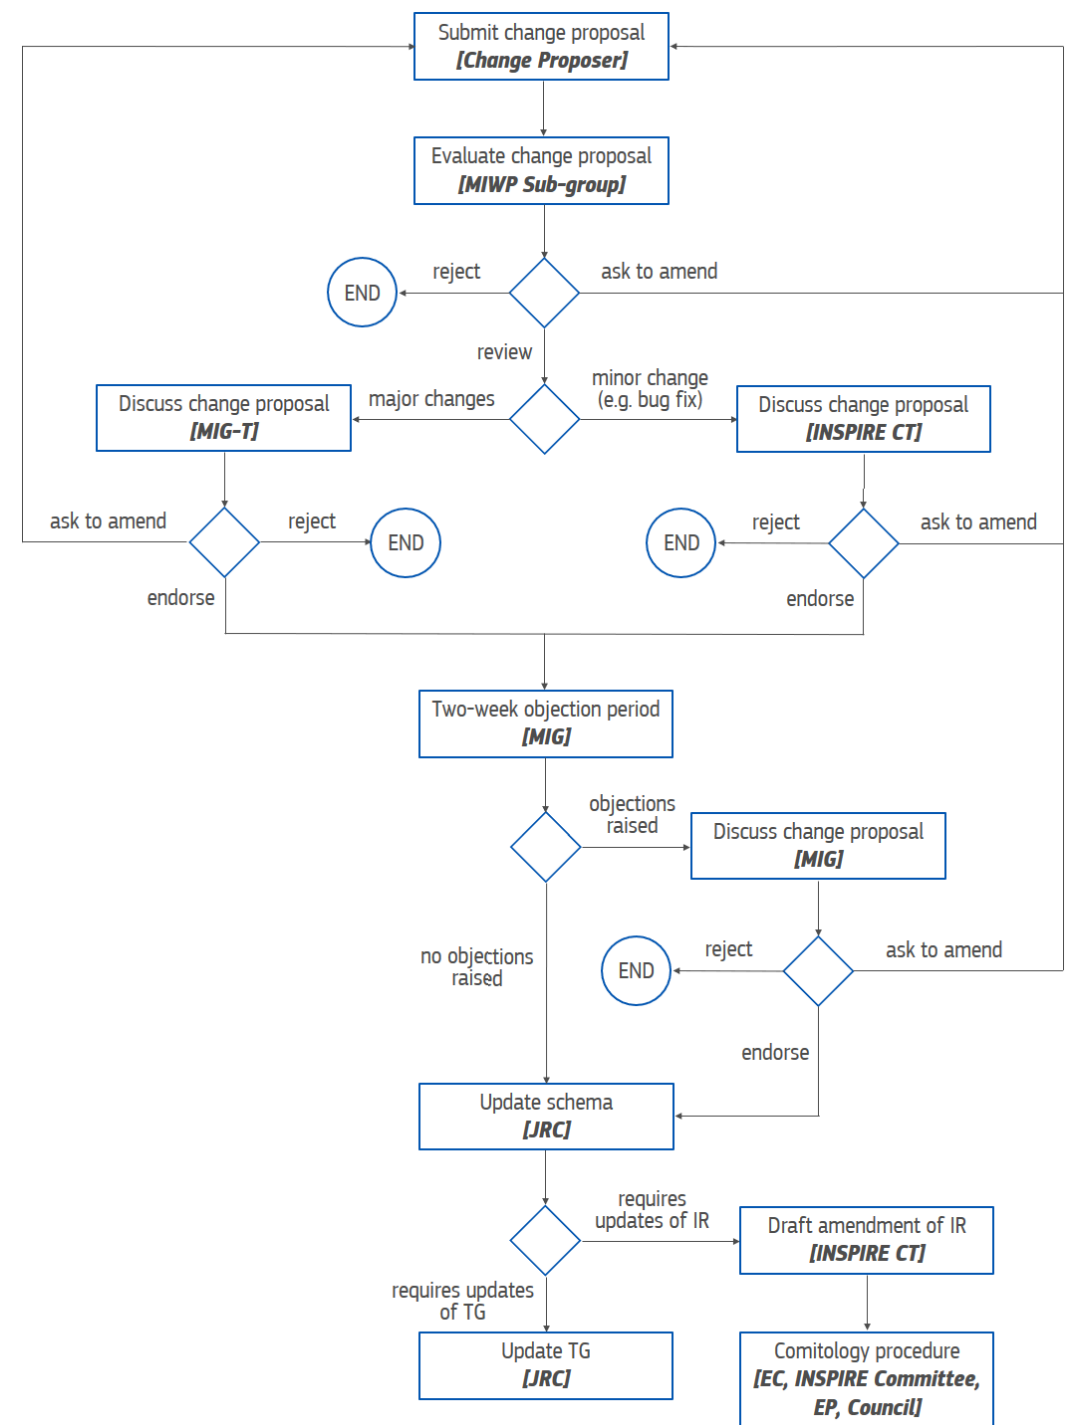 Submit change proposal
[Change Proposer]
Evaluate change proposal
[MIWP Sub-group]
reject
ask to amend
END
review
major changes
minor change
(e.g. bug fix)
Discuss change proposal
[MIG-T]
Discuss change proposal
[INSPIRE CT]
ask to amend
reject
END
END
reject
ask to amend
endorse
endorse
Two-week objection period
[MIG]
objections
raised
Discuss change proposal
[MIG]
no objections
raised
END
reject
ask to amend
endorse
Update schema
[JRC]
requires
updates of IR
Draft amendment of IR
[INSPIRE CT]
requires updates
of TG
Update TG
[JRC]
Comitology procedure
[EC, INSPIRE Committee,
EP, Council]